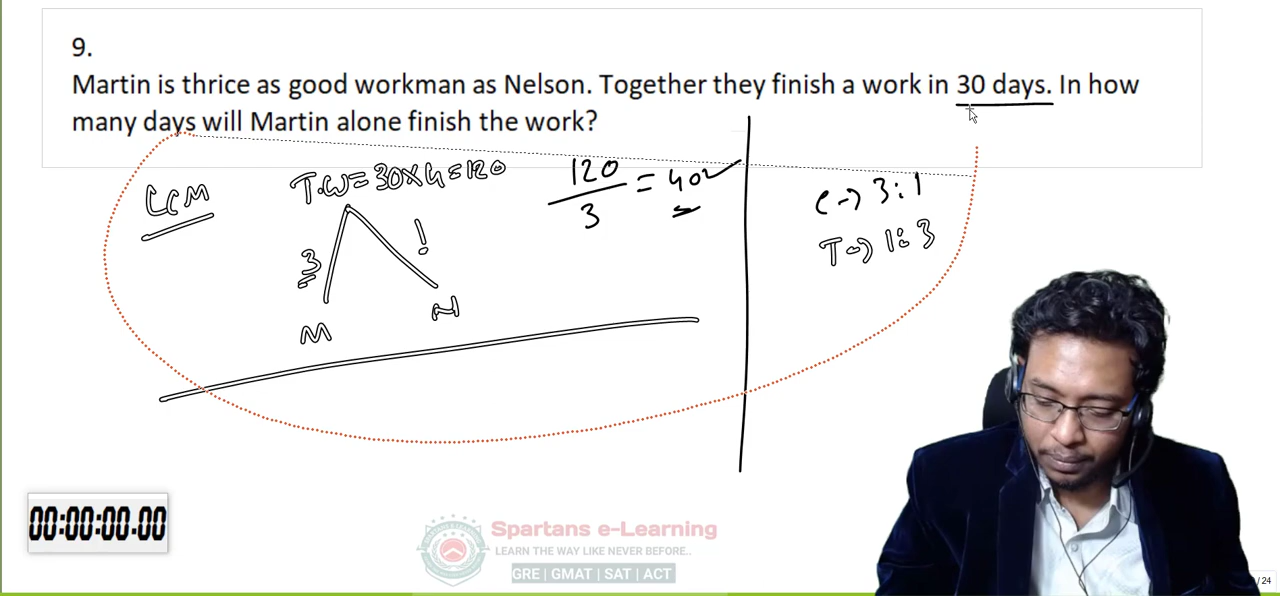 9.
Martin is thrice as good workman as Nelson. Together they finish a work in 30 days. In how
many days will Martin alone finish the work?
LCM
T.W = 30 × 4 = 120
120
3
= 40
3
1
M
N
E → 3 : 1
T → 1 : 3
00:00:00.00
Spartans e-Learning
LEARN THE WAY LIKE NEVER BEFORE..
GRE | GMAT | SAT | ACT
/ 24